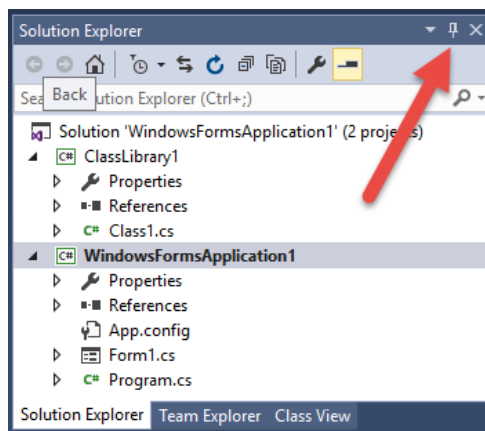 Solution Explorer
Back
Sea ution Explorer (Ctrl+;)
Solution 'WindowsFormsApplication1' (2 projects)
C# ClassLibrary1
Properties
References
C# Class1.cs
C# WindowsFormsApplication1
Properties
References
App.config
Form1.cs
C# Program.cs
Solution Explorer Team Explorer Class View